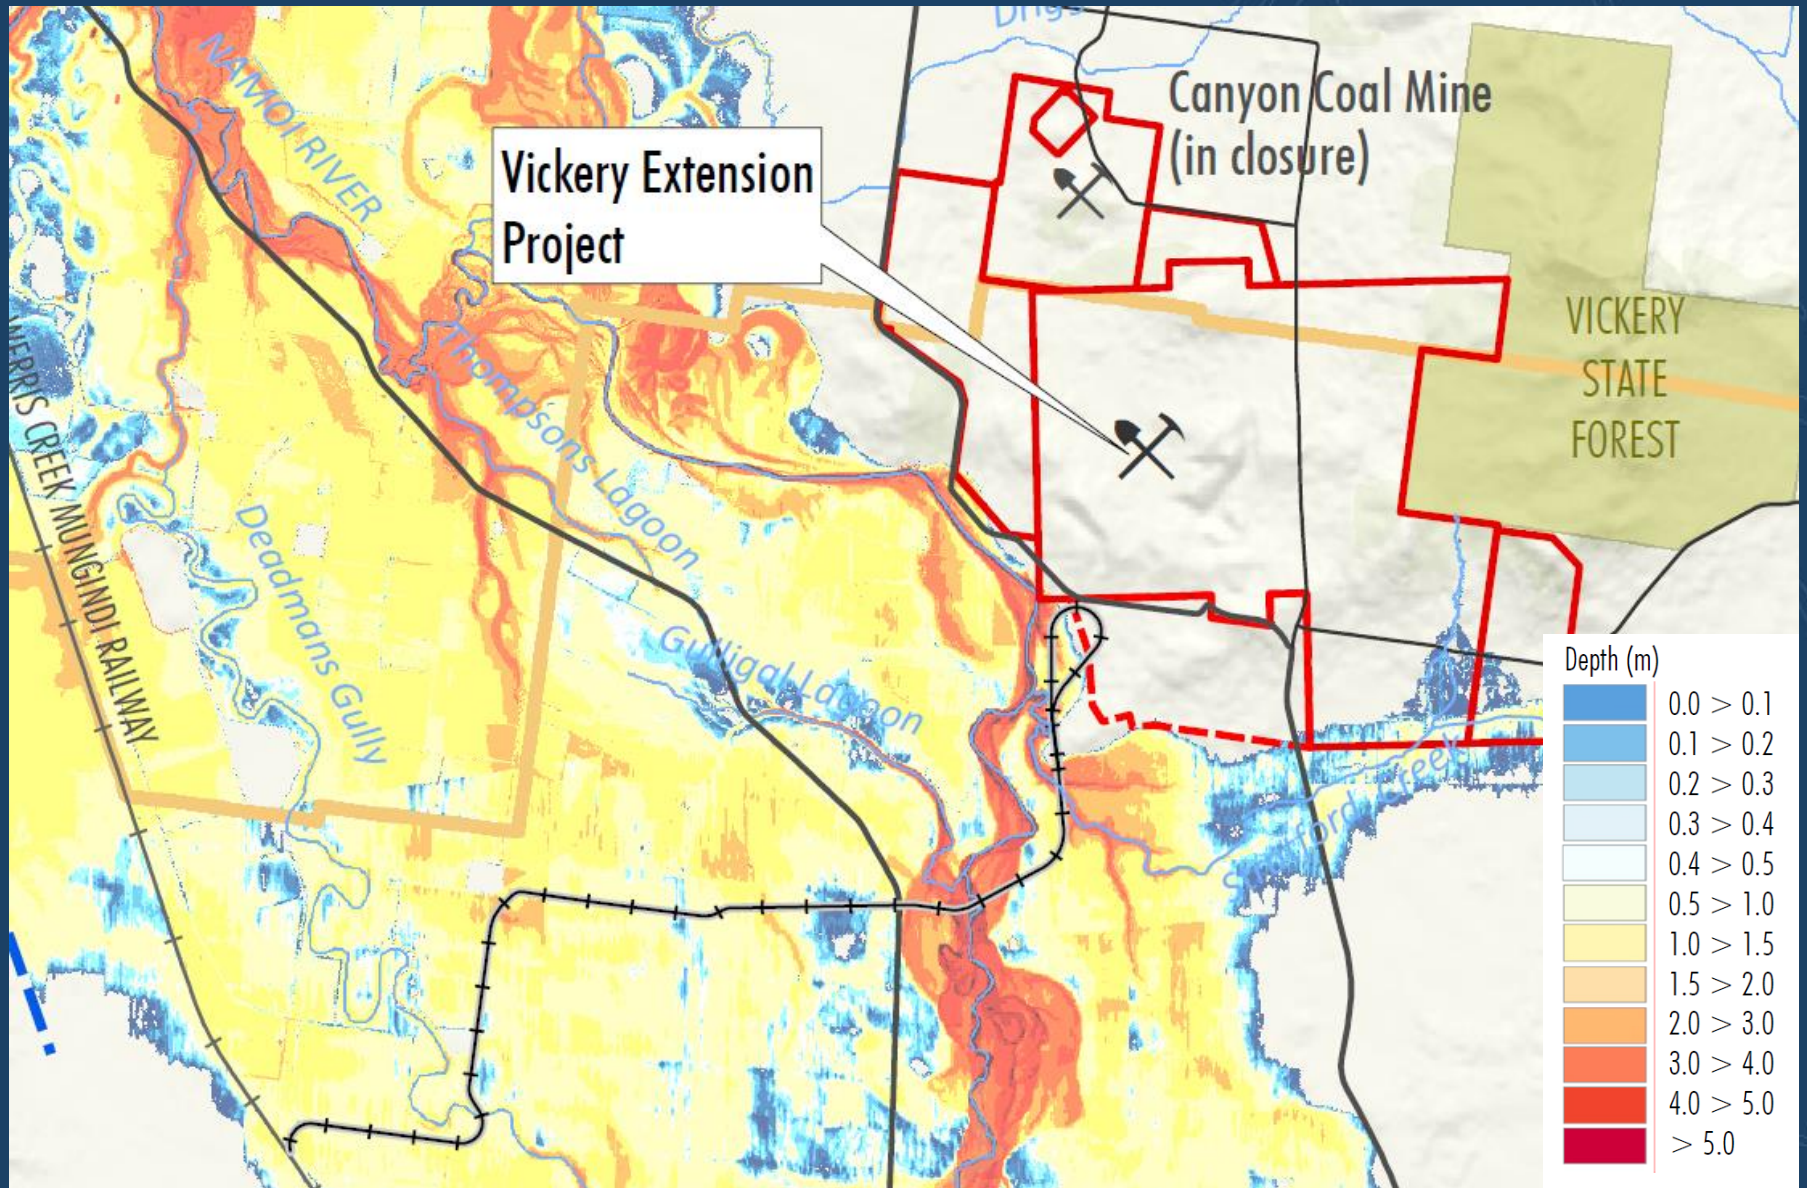 Canyon Coal Mine
(in closure)
NAMOI RIVER
Vickery Extension
Project
VICKERY
STATE
FOREST
Thompsons Lagoon
WERRIS CREEK MUNGINDI RAILWAY
Deadmans Gully
Gulligal Lagoon
Creek
Depth (m)
0.0 > 0.1
0.1 > 0.2
0.2 > 0.3
0.3 > 0.4
0.4 > 0.5
0.5 > 1.0
1.0 > 1.5
1.5 > 2.0
2.0 > 3.0
3.0 > 4.0
4.0 > 5.0
> 5.0